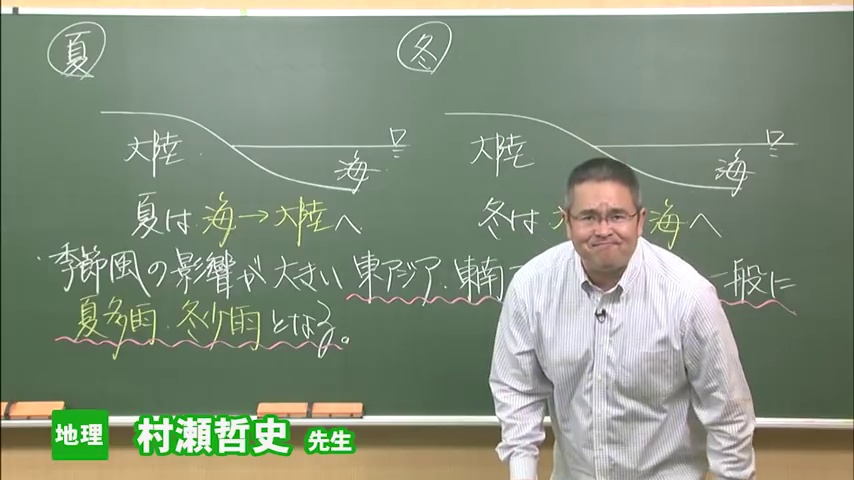 夏
冬
大陸
海
大陸
海
夏は 海→大陸へ
冬は 海へ
季節風の影響が大きい東アジア・東南 一般に
夏多雨・冬少雨となる。
地理 村瀬哲史 先生